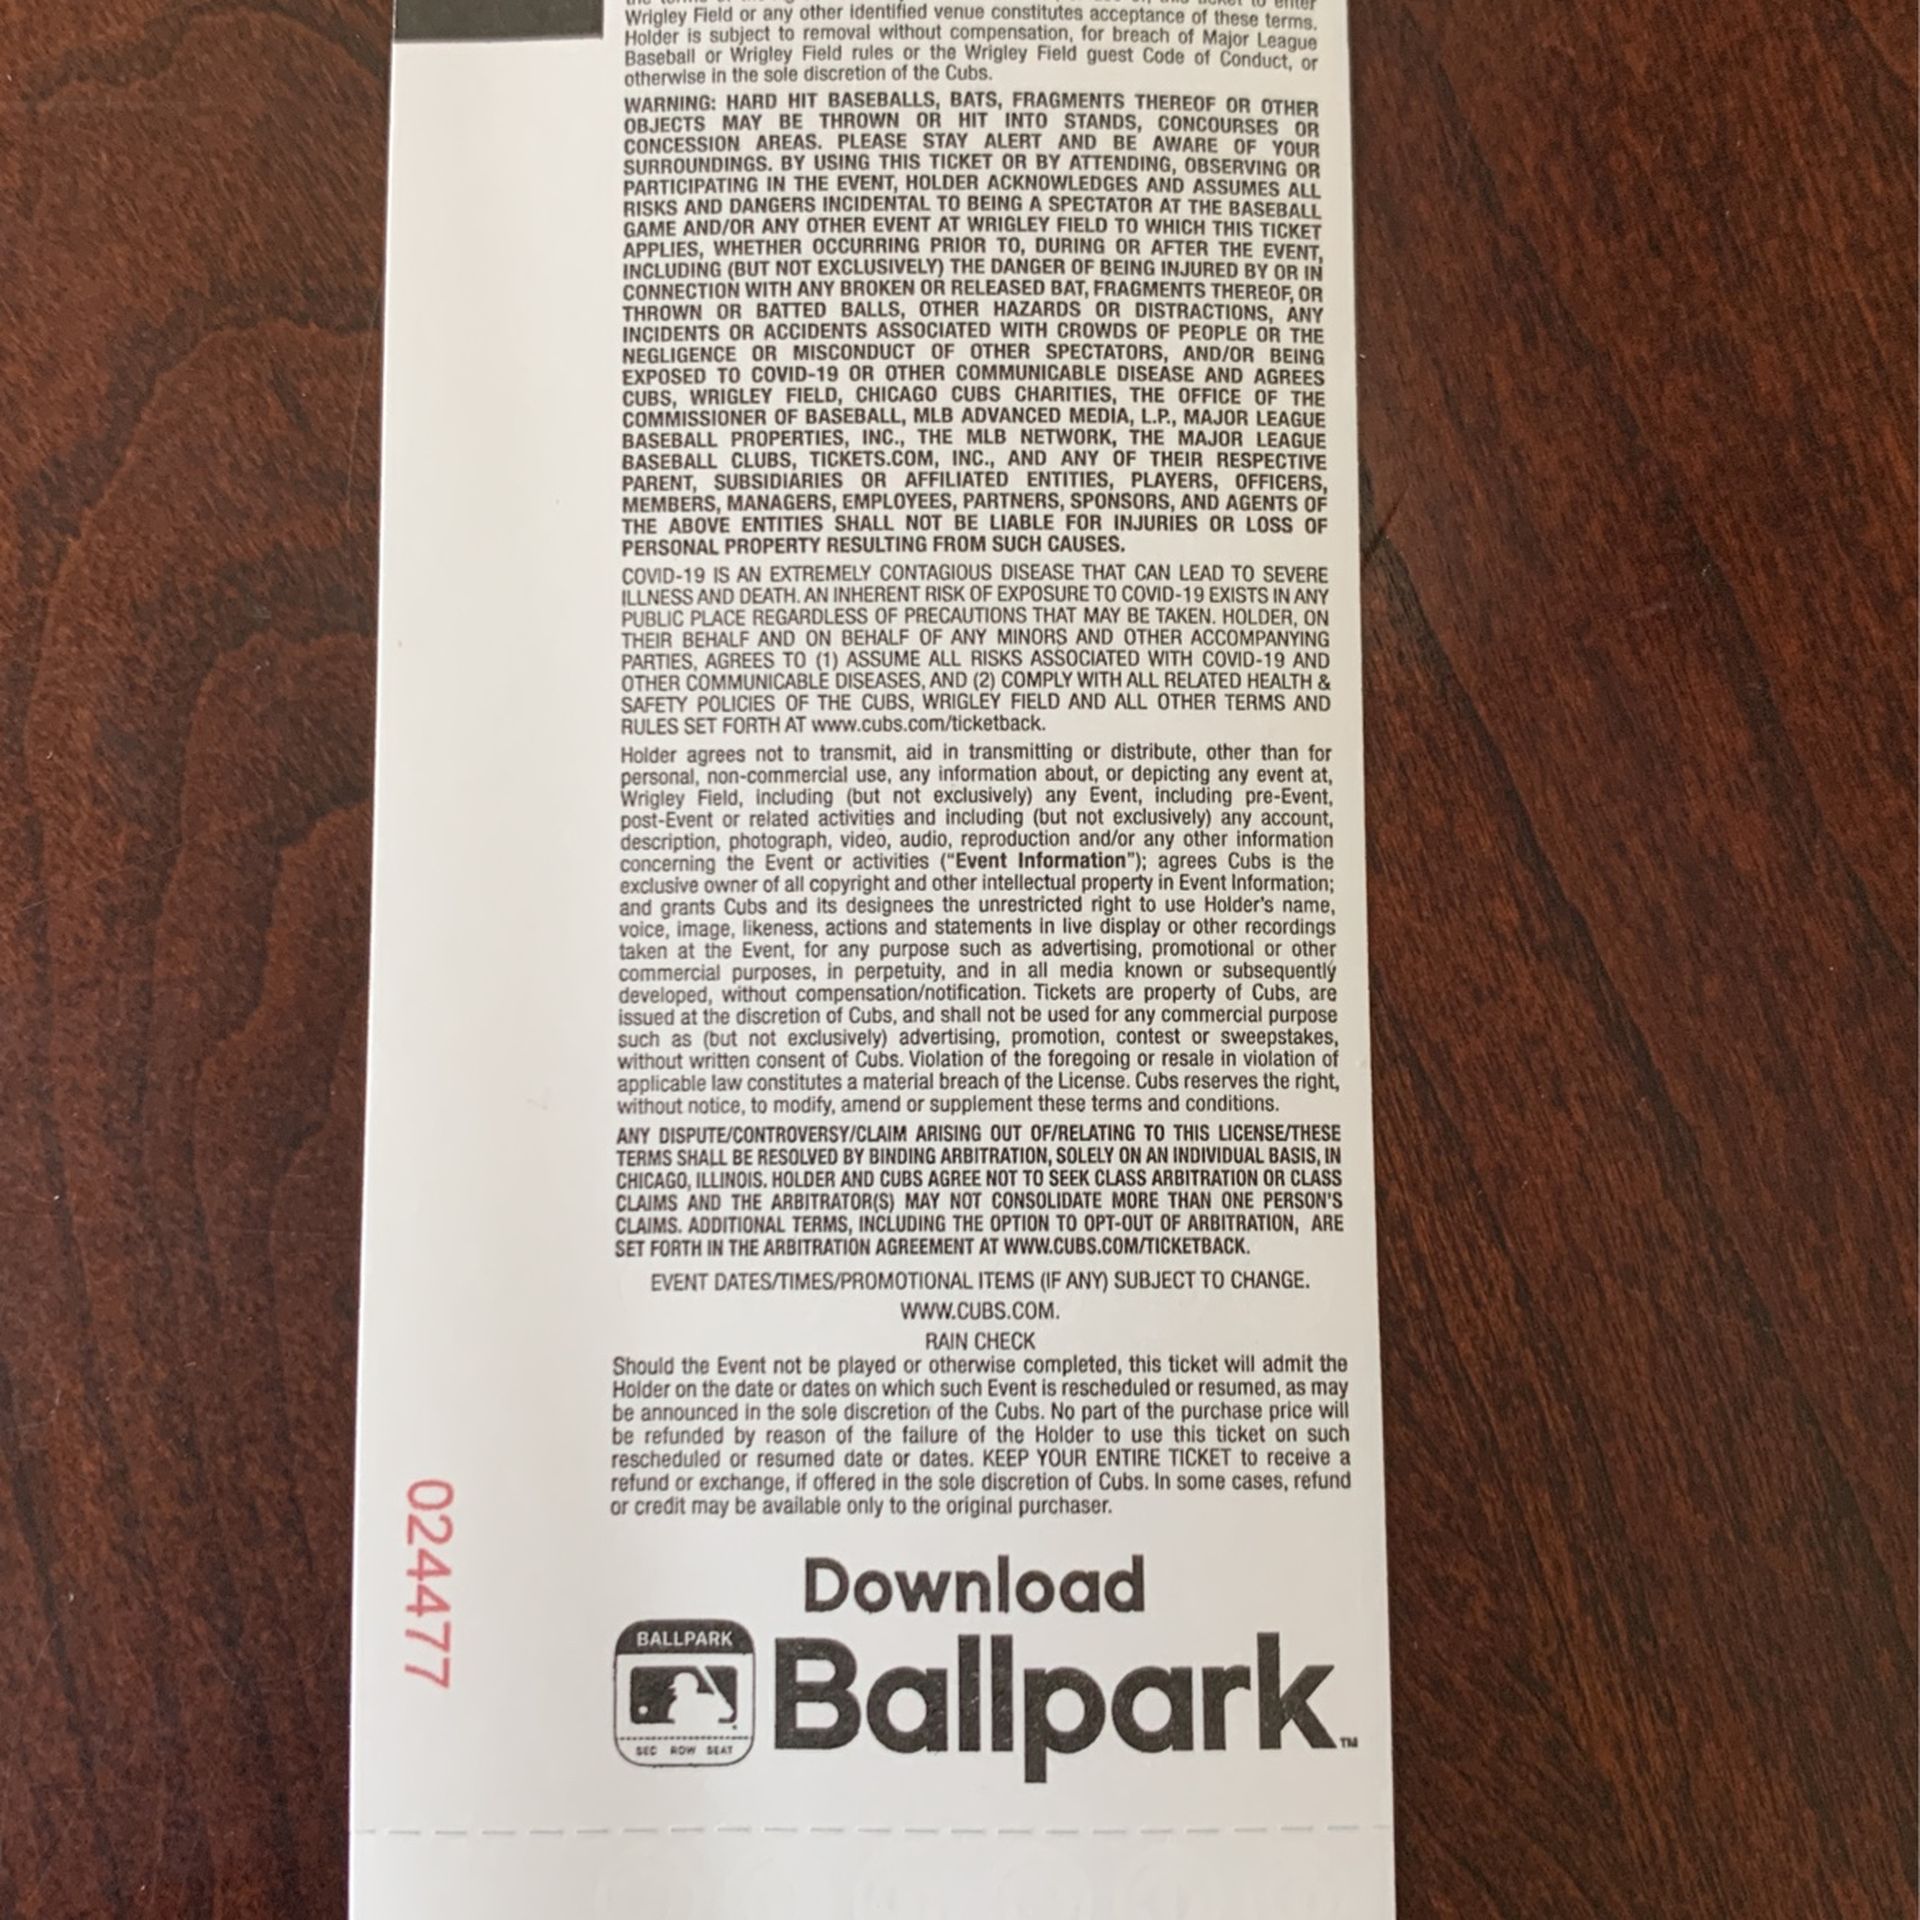 Wrigley Field or any other identified venue constitutes acceptance of these terms.
Holder is subject to removal without compensation, for breach of Major League
Baseball or Wrigley Field rules or the Wrigley Field guest Code of Conduct, or
otherwise in the sole discretion of the Cubs.
WARNING: HARD HIT BASEBALLS, BATS, FRAGMENTS THEREOF OR OTHER
OBJECTS MAY BE THROWN OR HIT INTO STANDS, CONCOURSES OR
CONCESSION AREAS. PLEASE STAY ALERT AND BE AWARE OF YOUR
SURROUNDINGS. BY USING THIS TICKET OR BY ATTENDING, OBSERVING OR
PARTICIPATING IN THE EVENT, HOLDER ACKNOWLEDGES AND ASSUMES ALL
RISKS AND DANGERS INCIDENTAL TO BEING A SPECTATOR AT THE BASEBALL
GAME AND/OR ANY OTHER EVENT AT WRIGLEY FIELD TO WHICH THIS TICKET
APPLIES, WHETHER OCCURRING PRIOR TO, DURING OR AFTER THE EVENT,
INCLUDING (BUT NOT EXCLUSIVELY) THE DANGER OF BEING INJURED BY OR IN
CONNECTION WITH ANY BROKEN OR RELEASED BAT, FRAGMENTS THEREOF, OR
THROWN OR BATTED BALLS, OTHER HAZARDS OR DISTRACTIONS, ANY
INCIDENTS OR ACCIDENTS ASSOCIATED WITH CROWDS OF PEOPLE OR THE
NEGLIGENCE OR MISCONDUCT OF OTHER SPECTATORS, AND/OR BEING
EXPOSED TO COVID-19 OR OTHER COMMUNICABLE DISEASE AND AGREES
CUBS, WRIGLEY FIELD, CHICAGO CUBS CHARITIES, THE OFFICE OF THE
COMMISSIONER OF BASEBALL, MLB ADVANCED MEDIA, L.P., MAJOR LEAGUE
BASEBALL PROPERTIES, INC., THE MLB NETWORK, THE MAJOR LEAGUE
BASEBALL CLUBS, TICKETS.COM, INC., AND ANY OF THEIR RESPECTIVE
PARENT, SUBSIDIARIES OR AFFILIATED ENTITIES, PLAYERS, OFFICERS,
MEMBERS, MANAGERS, EMPLOYEES, PARTNERS, SPONSORS, AND AGENTS OF
THE ABOVE ENTITIES SHALL NOT BE LIABLE FOR INJURIES OR LOSS OF
PERSONAL PROPERTY RESULTING FROM SUCH CAUSES.
COVID-19 IS AN EXTREMELY CONTAGIOUS DISEASE THAT CAN LEAD TO SEVERE
ILLNESS AND DEATH. AN INHERENT RISK OF EXPOSURE TO COVID-19 EXISTS IN ANY
PUBLIC PLACE REGARDLESS OF PRECAUTIONS THAT MAY BE TAKEN. HOLDER, ON
THEIR BEHALF AND ON BEHALF OF ANY MINORS AND OTHER ACCOMPANYING
PARTIES, AGREES TO (1) ASSUME ALL RISKS ASSOCIATED WITH COVID-19 AND
OTHER COMMUNICABLE DISEASES, AND (2) COMPLY WITH ALL RELATED HEALTH &
SAFETY POLICIES OF THE CUBS, WRIGLEY FIELD AND ALL OTHER TERMS AND
RULES SET FORTH AT www.cubs.com/ticketback.
Holder agrees not to transmit, aid in transmitting or distribute, other than for
personal, non-commercial use, any information about, or depicting any event at,
Wrigley Field, including (but not exclusively) any Event, including pre-Event,
post-Event or related activities and including (but not exclusively) any account,
description, photograph, video, audio, reproduction and/or any other information
concerning the Event or activities (“Event Information”); agrees Cubs is the
exclusive owner of all copyright and other intellectual property in Event Information;
and grants Cubs and its designees the unrestricted right to use Holder’s name,
voice, image, likeness, actions and statements in live display or other recordings
taken at the Event, for any purpose such as advertising, promotional or other
commercial purposes, in perpetuity, and in all media known or subsequently
developed, without compensation/notification. Tickets are property of Cubs, are
issued at the discretion of Cubs, and shall not be used for any commercial purpose
such as (but not exclusively) advertising, promotion, contest or sweepstakes,
without written consent of Cubs. Violation of the foregoing or resale in violation of
applicable law constitutes a material breach of the License. Cubs reserves the right,
without notice, to modify, amend or supplement these terms and conditions.
ANY DISPUTE/CONTROVERSY/CLAIM ARISING OUT OF/RELATING TO THIS LICENSE/THESE
TERMS SHALL BE RESOLVED BY BINDING ARBITRATION, SOLELY ON AN INDIVIDUAL BASIS, IN
CHICAGO, ILLINOIS. HOLDER AND CUBS AGREE NOT TO SEEK CLASS ARBITRATION OR CLASS
CLAIMS AND THE ARBITRATOR(S) MAY NOT CONSOLIDATE MORE THAN ONE PERSON'S
CLAIMS. ADDITIONAL TERMS, INCLUDING THE OPTION TO OPT-OUT OF ARBITRATION, ARE
SET FORTH IN THE ARBITRATION AGREEMENT AT WWW.CUBS.COM/TICKETBACK.
EVENT DATES/TIMES/PROMOTIONAL ITEMS (IF ANY) SUBJECT TO CHANGE.
WWW.CUBS.COM.
RAIN CHECK
Should the Event not be played or otherwise completed, this ticket will admit the
Holder on the date or dates on which such Event is rescheduled or resumed, as may
be announced in the sole discretion of the Cubs. No part of the purchase price will
be refunded by reason of the failure of the Holder to use this ticket on such
rescheduled or resumed date or dates. KEEP YOUR ENTIRE TICKET to receive a
refund or exchange, if offered in the sole discretion of Cubs. In some cases, refund
or credit may be available only to the original purchaser.
024477
Download
BALLPARK
SEC ROW SEAT
Ballpark™